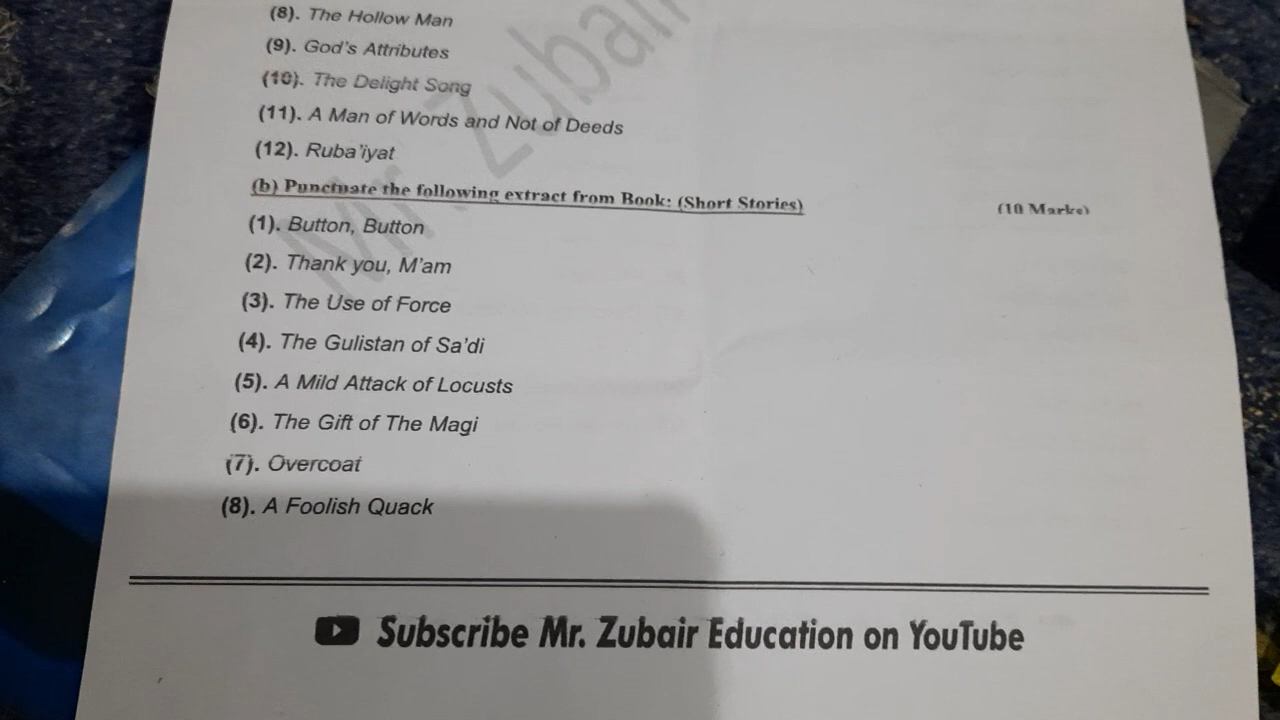 (8). The Hollow Man
(9). God's Attributes
(10). The Delight Song
(11). A Man of Words and Not of Deeds
(12). Ruba'iyat
(b) Punctuate the following extract from Book: (Short Stories) (10 Marks)
(1). Button, Button
(2). Thank you, M'am
(3). The Use of Force
(4). The Gulistan of Sa'di
(5). A Mild Attack of Locusts
(6). The Gift of The Magi
(7). Overcoat
(8). A Foolish Quack
Subscribe Mr. Zubair Education on YouTube
Mr. Zubair